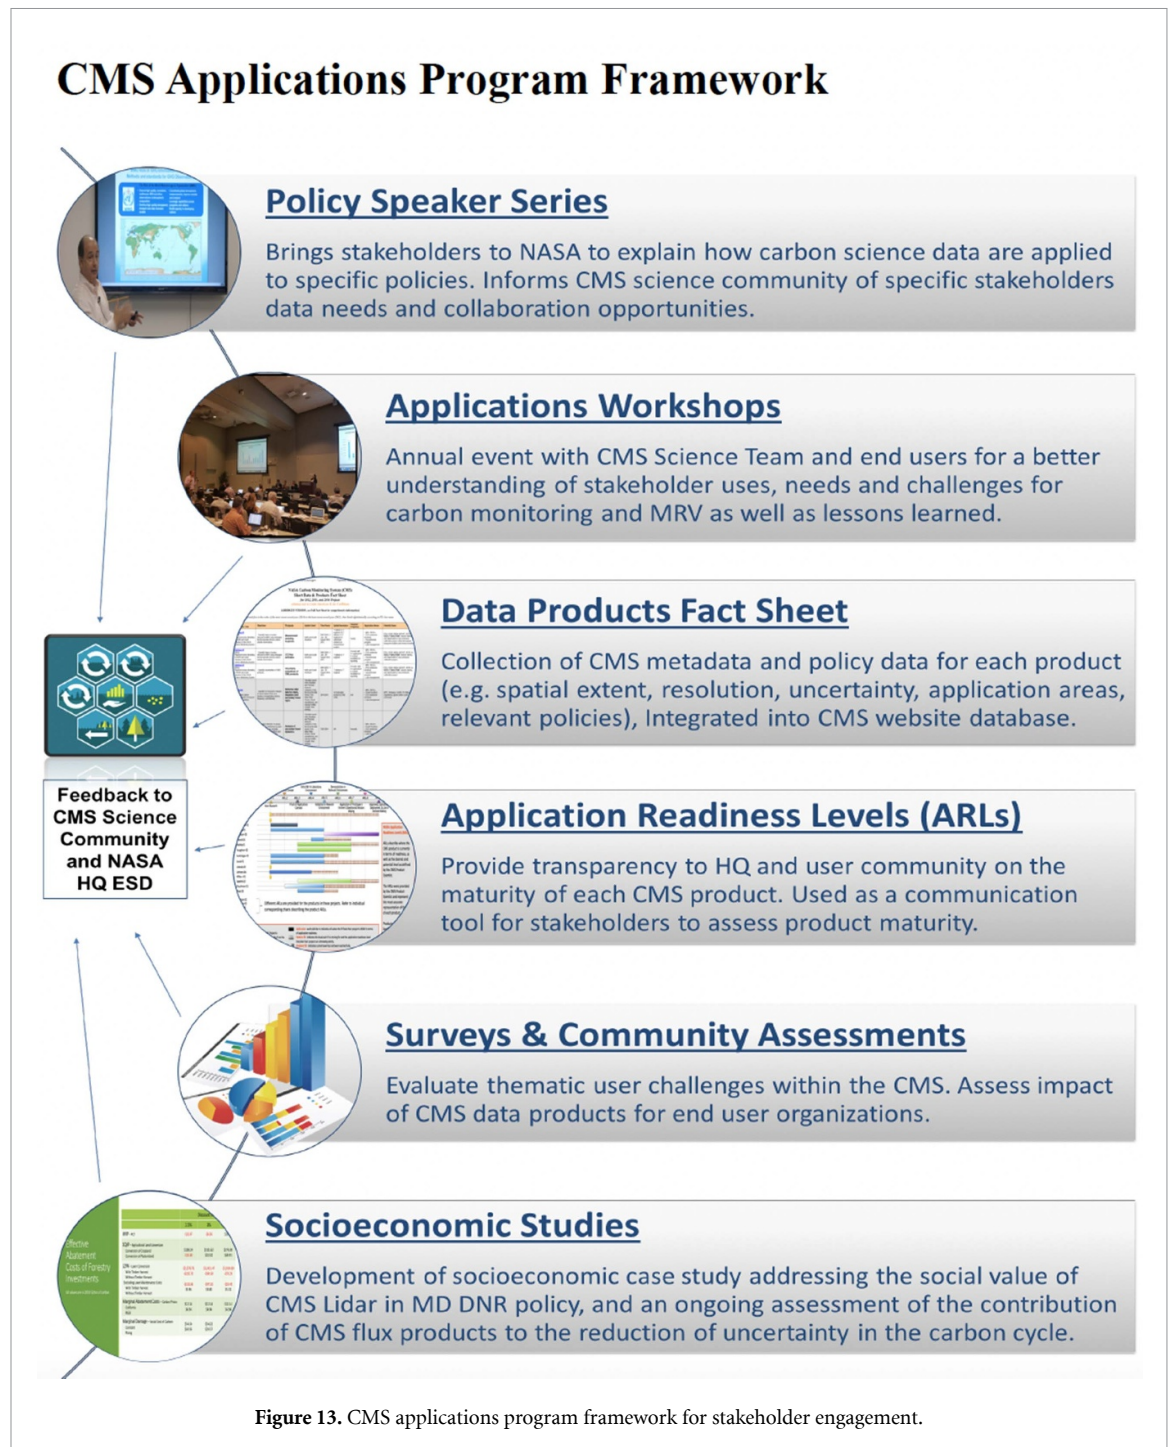 CMS Applications Program Framework
Policy Speaker Series
Brings stakeholders to NASA to explain how carbon science data are applied
to specific policies. Informs CMS science community of specific stakeholders
data needs and collaboration opportunities.
Applications Workshops
Annual event with CMS Science Team and end users for a better
understanding of stakeholder uses, needs and challenges for
carbon monitoring and MRV as well as lessons learned.
Data Products Fact Sheet
Collection of CMS metadata and policy data for each product
(e.g. spatial extent, resolution, uncertainty, application areas,
relevant policies), Integrated into CMS website database.
Feedback to
CMS Science
Community
and NASA
HQ ESD
Application Readiness Levels (ARLs)
Provide transparency to HQ and user community on the
maturity of each CMS product. Used as a communication
tool for stakeholders to assess product maturity.
Surveys & Community Assessments
Evaluate thematic user challenges within the CMS. Assess impact
of CMS data products for end user organizations.
Effective
Abatement
Costs of Forestry
Investments
Socioeconomic Studies
Development of socioeconomic case study addressing the social value of
CMS Lidar in MD DNR policy, and an ongoing assessment of the contribution
of CMS flux products to the reduction of uncertainty in the carbon cycle.
Figure 13. CMS applications program framework for stakeholder engagement.